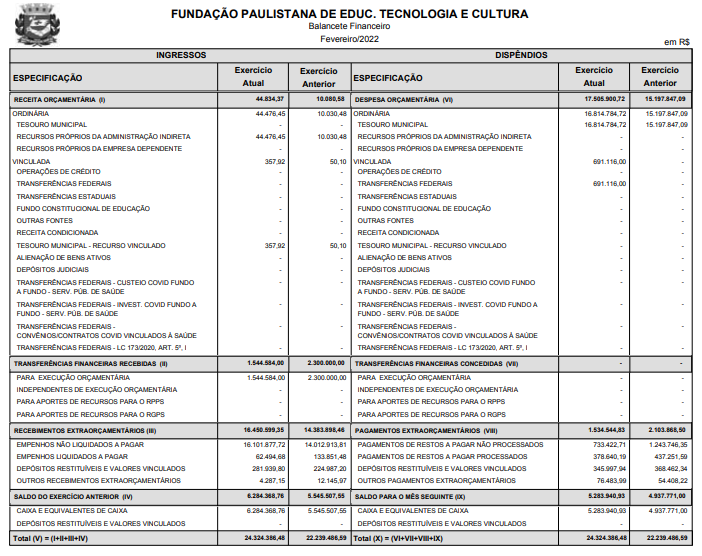 FUNDAÇÃO PAULISTANA DE EDUC. TECNOLOGIA E CULTURA
Balancete Financeiro
Fevereiro/2022
em R$
INGRESSOS DISPÊNDIOS
ESPECIFICAÇÃO Exercício Atual Exercício Anterior ESPECIFICAÇÃO Exercício Atual Exercício Anterior
RECEITA ORÇAMENTÁRIA (I) 44.834,37 10.080,58 DESPESA ORÇAMENTÁRIA (VI) 17.505.900,72 15.197.847,09
ORDINÁRIA 44.476,45 10.030,48 ORDINÁRIA 16.814.784,72 15.197.847,09
TESOURO MUNICIPAL - - TESOURO MUNICIPAL 16.814.784,72 15.197.847,09
RECURSOS PRÓPRIOS DA ADMINISTRAÇÃO INDIRETA 44.476,45 10.030,48 RECURSOS PRÓPRIOS DA ADMINISTRAÇÃO INDIRETA - -
RECURSOS PRÓPRIOS DA EMPRESA DEPENDENTE - - RECURSOS PRÓPRIOS DA EMPRESA DEPENDENTE - -
VINCULADA 357,92 50,10 VINCULADA 691.116,00 -
OPERAÇÕES DE CRÉDITO - - OPERAÇÕES DE CRÉDITO - -
TRANSFERÊNCIAS FEDERAIS - - TRANSFERÊNCIAS FEDERAIS 691.116,00 -
TRANSFERÊNCIAS ESTADUAIS - - TRANSFERÊNCIAS ESTADUAIS - -
FUNDO CONSTITUCIONAL DE EDUCAÇÃO - - FUNDO CONSTITUCIONAL DE EDUCAÇÃO - -
OUTRAS FONTES - - OUTRAS FONTES - -
RECEITA CONDICIONADA - - RECEITA CONDICIONADA - -
TESOURO MUNICIPAL - RECURSO VINCULADO 357,92 50,10 TESOURO MUNICIPAL - RECURSO VINCULADO - -
ALIENAÇÃO DE BENS ATIVOS - - ALIENAÇÃO DE BENS ATIVOS - -
DEPÓSITOS JUDICIAIS - - DEPÓSITOS JUDICIAIS - -
TRANSFERÊNCIAS FEDERAIS - CUSTEIO COVID FUNDO - - TRANSFERÊNCIAS FEDERAIS - CUSTEIO COVID FUNDO - -
A FUNDO - SERV. PÚB. DE SAÚDE A FUNDO - SERV. PÚB. DE SAÚDE
TRANSFERÊNCIAS FEDERAIS - INVEST. COVID FUNDO A - - TRANSFERÊNCIAS FEDERAIS - INVEST. COVID FUNDO A - -
FUNDO - SERV. PÚB. DE SAÚDE FUNDO - SERV. PÚB. DE SAÚDE
TRANSFERÊNCIAS FEDERAIS - - - TRANSFERÊNCIAS FEDERAIS - - -
CONVÊNIOS/CONTRATOS COVID VINCULADOS À SAÚDE CONVÊNIOS/CONTRATOS COVID VINCULADOS À SAÚDE
TRANSFERÊNCIAS FEDERAIS - LC 173/2020, ART. 5º, I - - TRANSFERÊNCIAS FEDERAIS - LC 173/2020, ART. 5º, I - -
TRANSFERÊNCIAS FINANCEIRAS RECEBIDAS (II) 1.544.584,00 2.300.000,00 TRANSFERÊNCIAS FINANCEIRAS CONCEDIDAS (VII) - -
PARA EXECUÇÃO ORÇAMENTÁRIA 1.544.584,00 2.300.000,00 PARA EXECUÇÃO ORÇAMENTÁRIA - -
INDEPENDENTES DE EXECUÇÃO ORÇAMENTÁRIA - - INDEPENDENTES DE EXECUÇÃO ORÇAMENTÁRIA - -
PARA APORTES DE RECURSOS PARA O RPPS - - PARA APORTES DE RECURSOS PARA O RPPS - -
PARA APORTES DE RECURSOS PARA O RGPS - - PARA APORTES DE RECURSOS PARA O RGPS - -
RECEBIMENTOS EXTRAORÇAMENTÁRIOS (III) 16.450.599,35 14.383.898,46 PAGAMENTOS EXTRAORÇAMENTÁRIOS (VIII) 1.534.544,83 2.103.868,50
EMPENHOS NÃO LIQUIDADOS A PAGAR 16.101.877,72 14.012.913,81 PAGAMENTOS DE RESTOS A PAGAR NÃO PROCESSADOS 733.422,71 1.243.746,35
EMPENHOS LIQUIDADOS A PAGAR 62.494,68 133.851,48 PAGAMENTOS DE RESTOS A PAGAR PROCESSADOS 378.640,19 437.251,59
DEPÓSITOS RESTITUÍVEIS E VALORES VINCULADOS 281.939,80 224.987,20 DEPÓSITOS RESTITUÍVEIS E VALORES VINCULADOS 345.997,94 368.462,34
OUTROS RECEBIMENTOS EXTRAORÇAMENTÁRIOS 4.287,15 12.145,97 OUTROS PAGAMENTOS EXTRAORÇAMENTÁRIOS 76.483,99 54.408,22
SALDO DO EXERCÍCIO ANTERIOR (IV) 6.284.368,76 5.545.507,55 SALDO PARA O MÊS SEGUINTE (IX) 5.283.940,93 4.937.771,00
CAIXA E EQUIVALENTES DE CAIXA 6.284.368,76 5.545.507,55 CAIXA E EQUIVALENTES DE CAIXA 5.283.940,93 4.937.771,00
DEPÓSITOS RESTITUÍVEIS E VALORES VINCULADOS - - DEPÓSITOS RESTITUÍVEIS E VALORES VINCULADOS - -
Total (V) = (I+II+III+IV) 24.324.386,48 22.239.486,59 Total (X) = (VI+VII+VIII+IX) 24.324.386,48 22.239.486,59